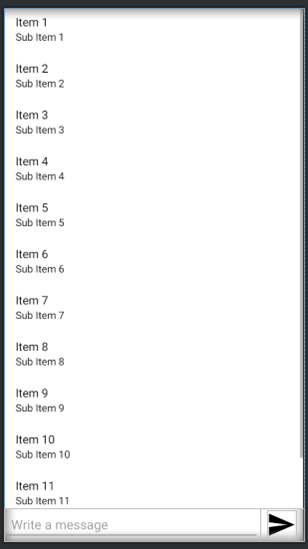 Item 1
Sub Item 1
Item 2
Sub Item 2
Item 3
Sub Item 3
Item 4
Sub Item 4
Item 5
Sub Item 5
Item 6
Sub Item 6
Item 7
Sub Item 7
Item 8
Sub Item 8
Item 9
Sub Item 9
Item 10
Sub Item 10
Item 11
Sub Item 11
Write a message